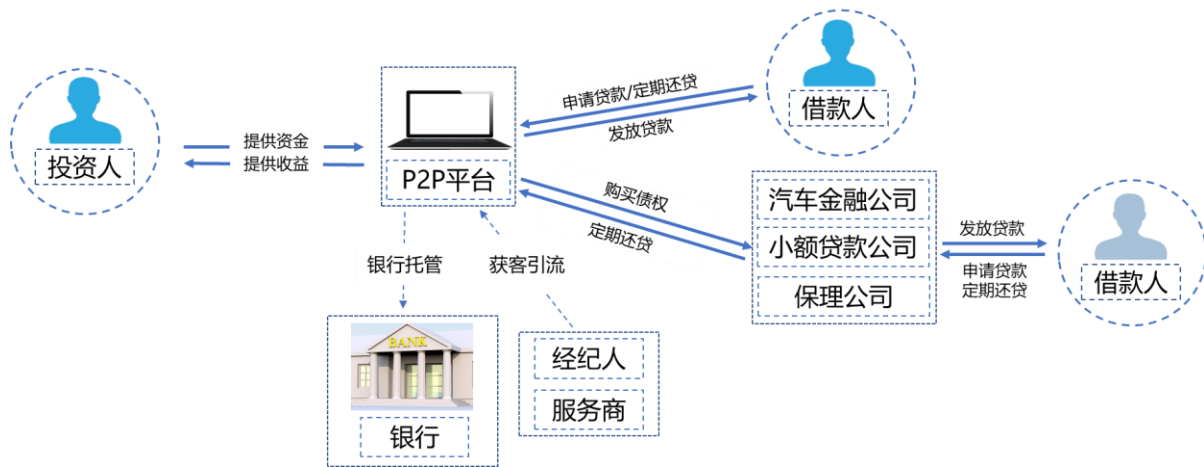 投资人
提供资金
提供收益
P2P平台
申请贷款/定期还贷
发放贷款
借款人
购买债权
定期还贷
汽车金融公司
小额贷款公司
保理公司
发放贷款
申请贷款
定期还贷
借款人
银行托管
获客引流
BANK
银行
经纪人
服务商